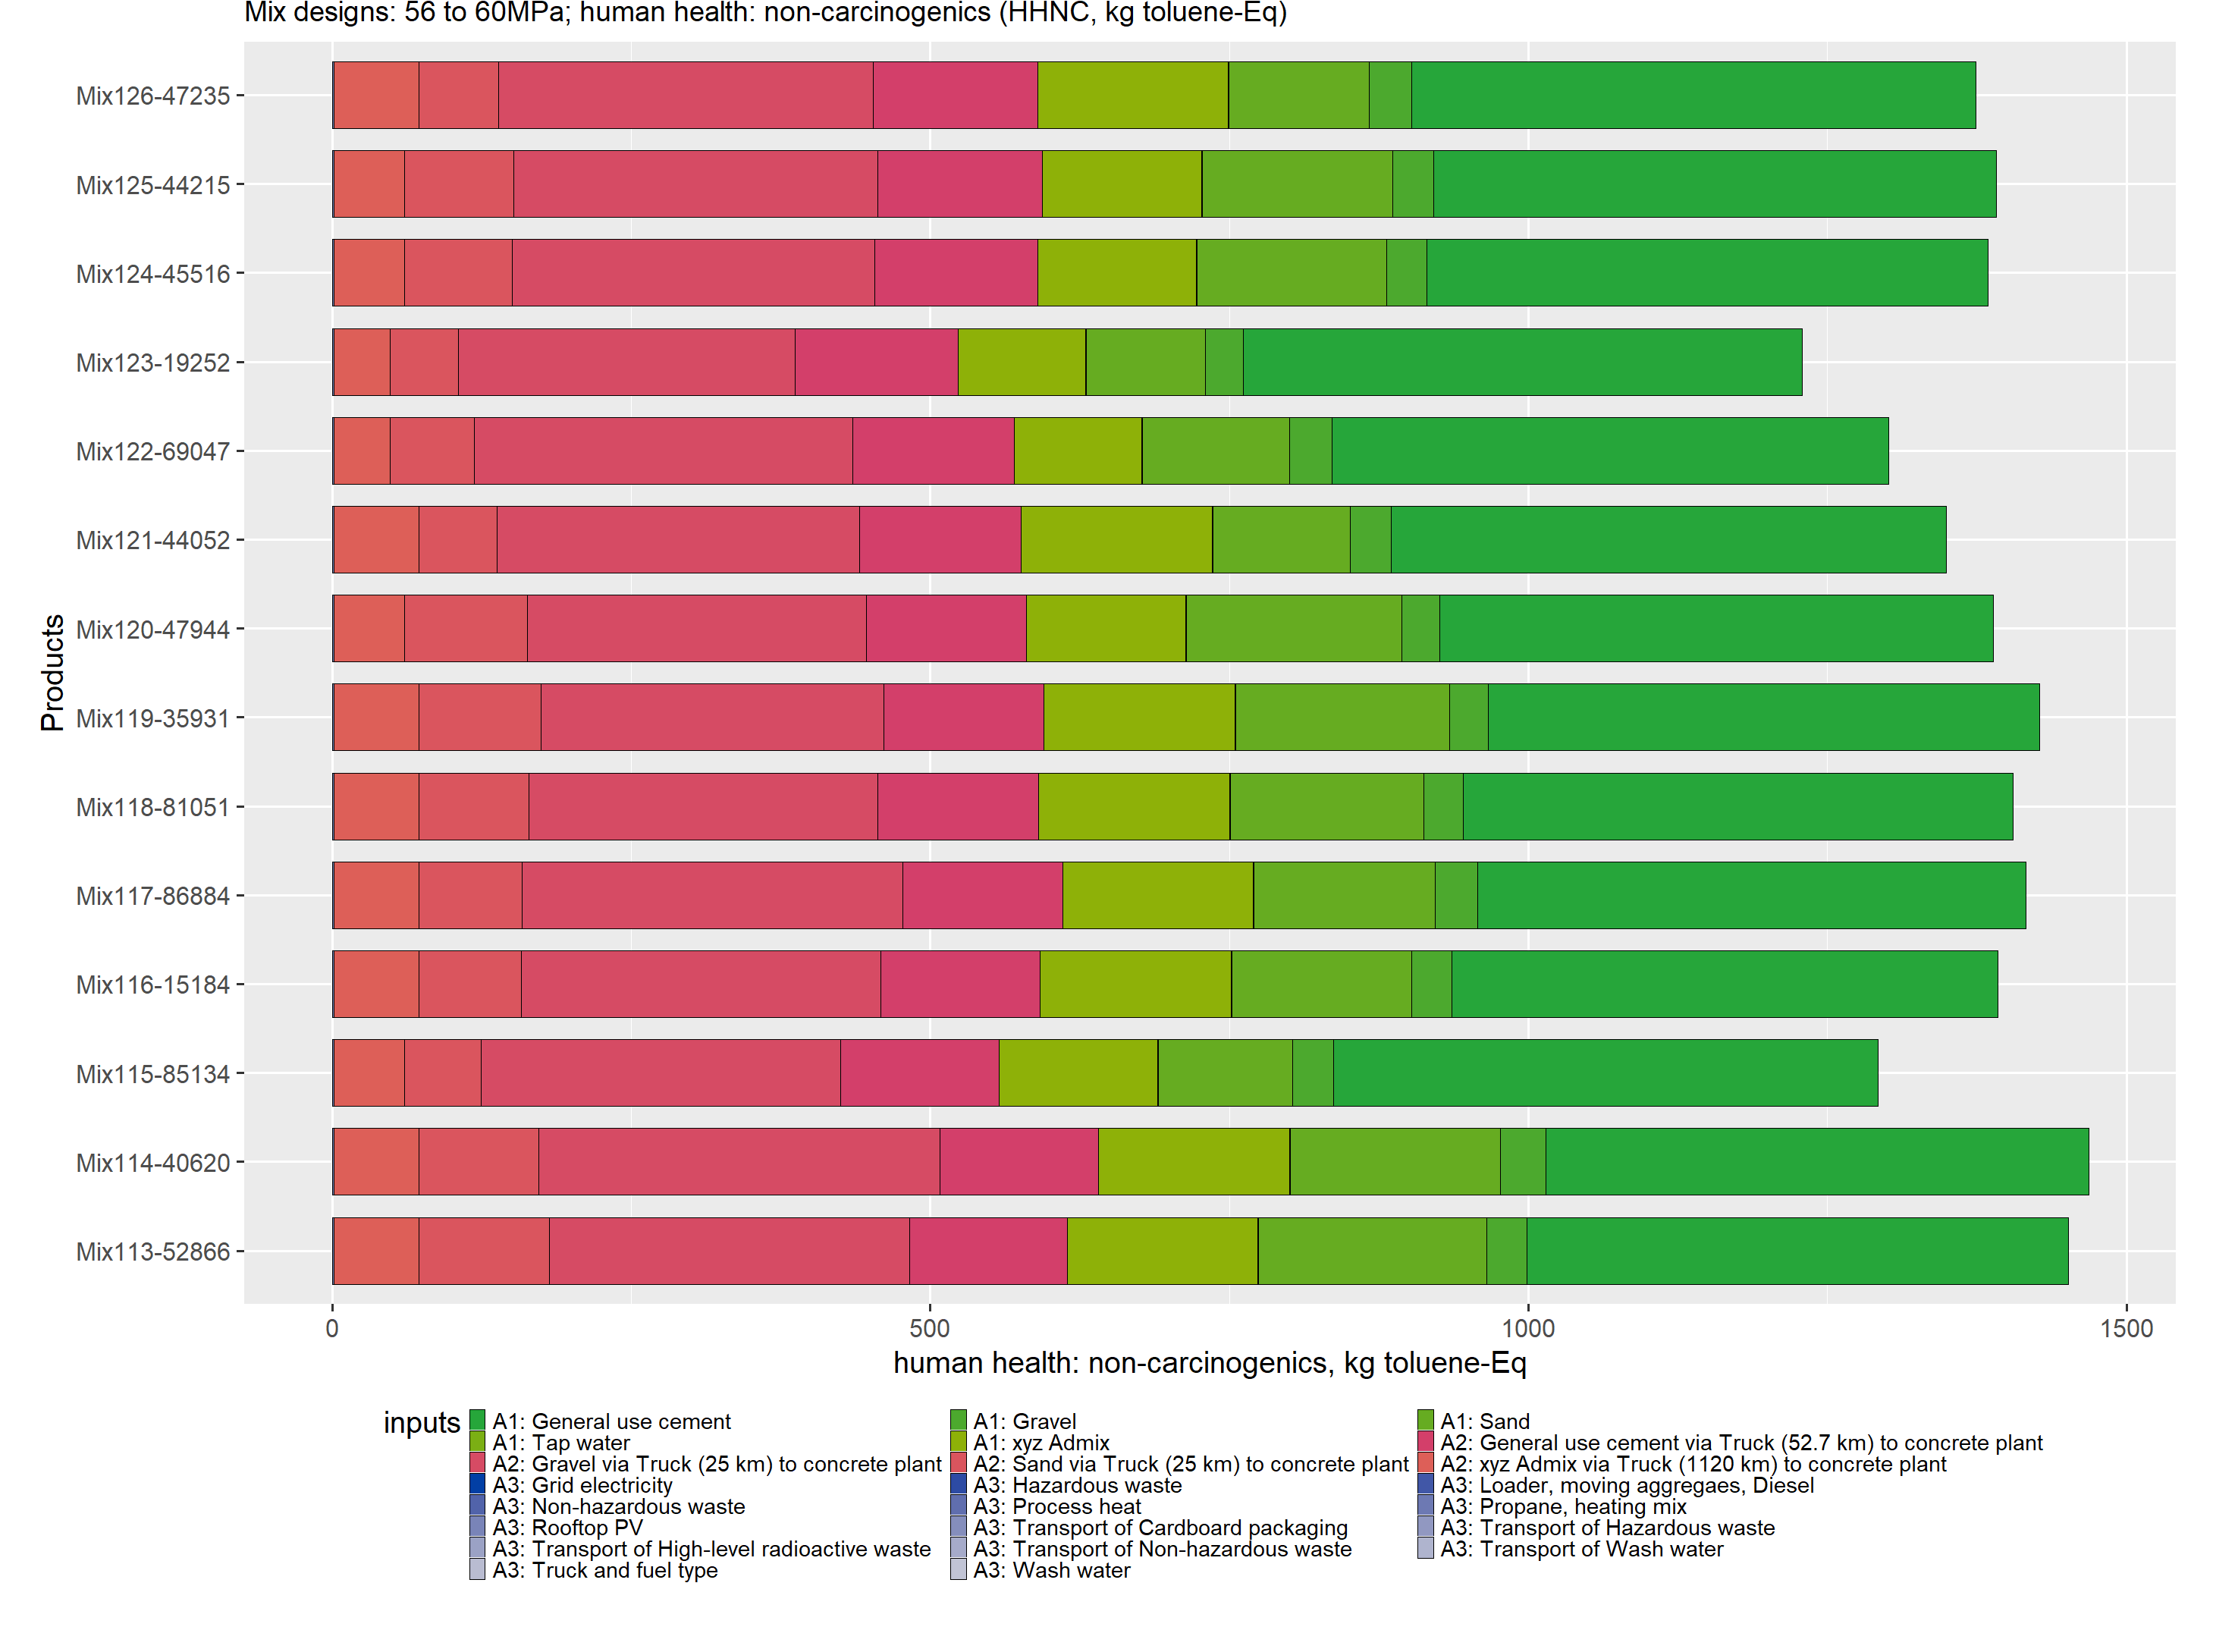 Mix designs: 56 to 60MPa; human health: non-carcinogenics (HHNC, kg toluene-Eq)
Mix126-47235
Mix125-44215
Mix124-45516
Mix123-19252
Mix122-69047
Mix121-44052
Mix120-47944
Mix119-35931
Mix118-81051
Mix117-86884
Mix116-15184
Mix115-85134
Mix114-40620
Mix113-52866
Products
0 500 1000 1500
human health: non-carcinogenics, kg toluene-Eq
inputs
A1: General use cement A1: Gravel A1: Sand
A1: Tap water A1: xyz Admix A2: General use cement via Truck (52.7 km) to concrete plant
A2: Gravel via Truck (25 km) to concrete plant A2: Sand via Truck (25 km) to concrete plant A2: xyz Admix via Truck (1120 km) to concrete plant
A3: Grid electricity A3: Hazardous waste A3: Loader, moving aggregaes, Diesel
A3: Non-hazardous waste A3: Process heat A3: Propane, heating mix
A3: Rooftop PV A3: Transport of Cardboard packaging A3: Transport of Hazardous waste
A3: Transport of High-level radioactive waste A3: Transport of Non-hazardous waste A3: Transport of Wash water
A3: Truck and fuel type A3: Wash water